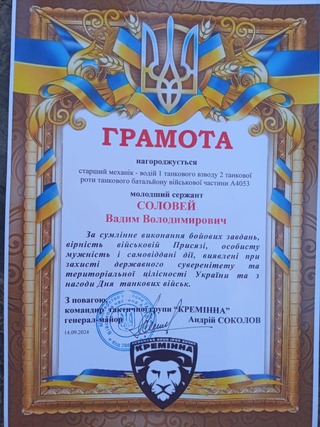 ГРАМОТА
нагороджується
старший механік - водій 1 танкового взводу 2 танкової
роти танкового батальйону військової частини А4053
молодший сержант
СОЛОВЕЙ
Вадим Володимирович
За сумлінне виконання бойових завдань,
вірність військовій Присязі, особисту
мужність і самовіддані дії, виявлені при
захисті державного суверенітету та
територіальної цілісності України та з
нагоди Дня танкових військ.
З повагою,
командир тактичної групи "КРЕМІННА"
генерал-майор Андрій СОКОЛОВ
14.09.2024
КРЕМІННА